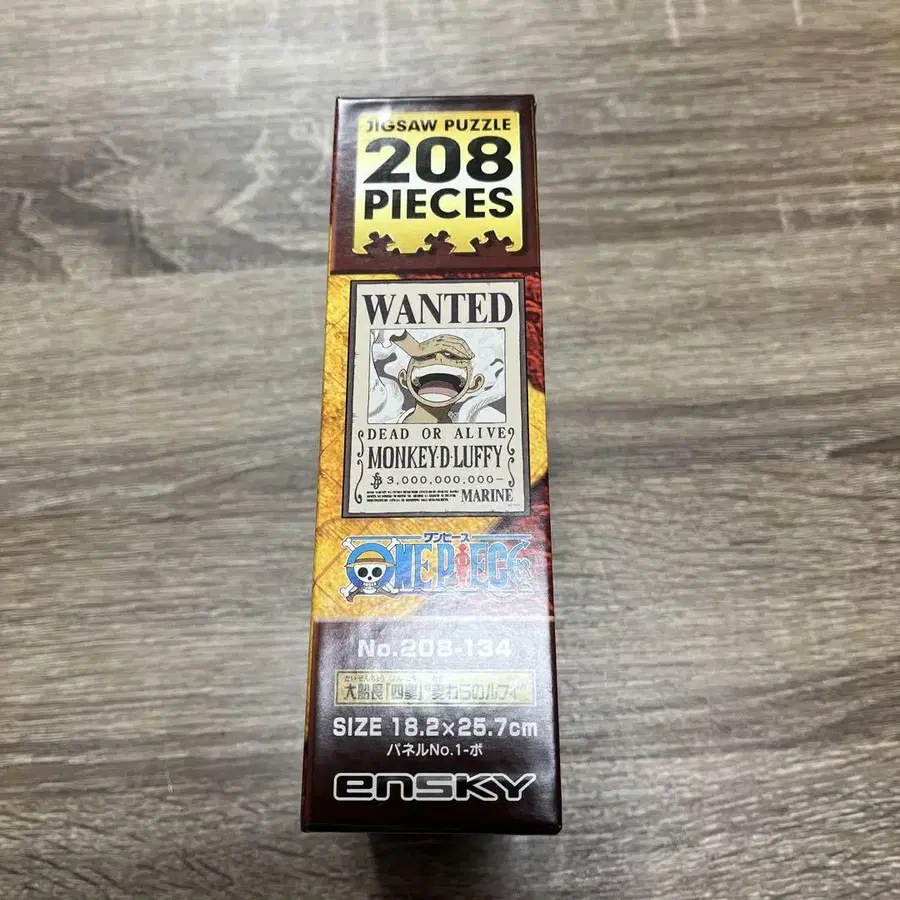 JIGSAW PUZZLE
208
PIECES
WANTED
DEAD OR ALIVE
MONKEY·D·LUFFY
฿3,000,000,000-
MARINE
ワンピース
ONE PIECE
No.208-134
大船長「四皇」"麦わらのルフィ"
SIZE 18.2×25.7cm
パネルNo.1-ボ
ensky